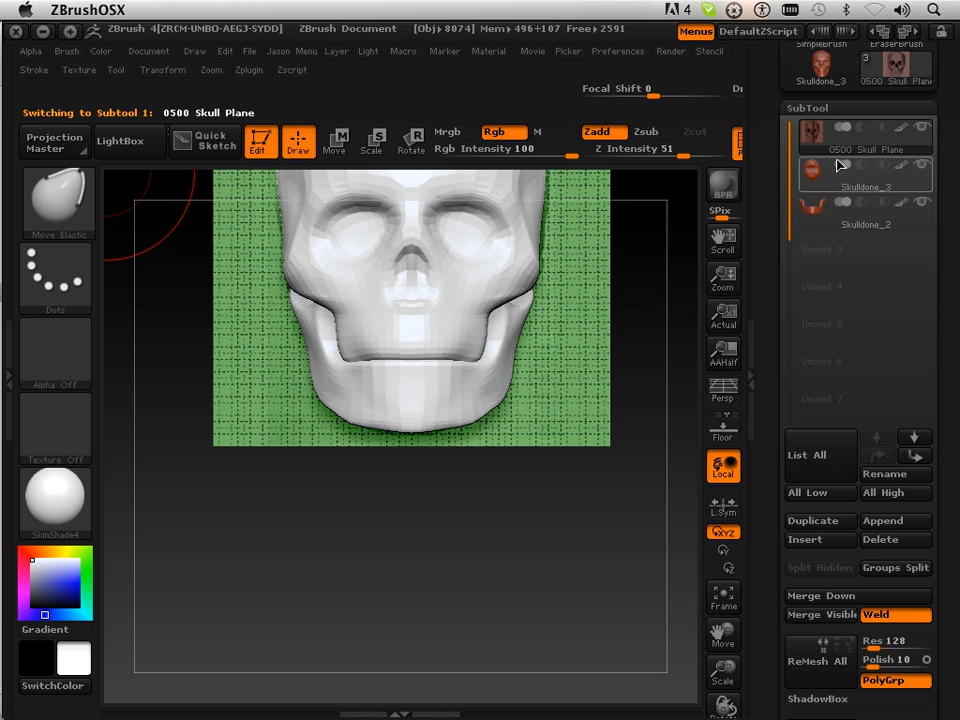 ZBrushOSX
4
ZBrush 4[ZRCM-UMBO-AEGJ-SYDD] ZBrush Document [Obj+8074] Mem+496+107 Free+2591 Menus DefaultZScript
Alpha Brush Color Document Draw Edit File Jason Menu Layer Light Macro Marker Material Movie Picker Preferences Render Stencil
Stroke Texture Tool Transform Zoom Zplugin Zscript
SimpleBrush EraserBrush
3
Skulldone_3 0500 Skull Plane
Focal Shift 0 Dr
Switching to Subtool 1: 0500 Skull Plane
Projection Master
LightBox
Quick Sketch
Edit Draw Move Scale Rotate
Mrgb Rgb M Zadd Zsub Zcut
Rgb Intensity 100 Z Intensity 51
SubTool
0500 Skull Plane
Skulldone_3
Skulldone_2
Unused 3
Unused 4
Unused 5
Unused 6
Unused 7
Move Elastic
Dots
Alpha Off
Texture Off
SkinShade4
Gradient
SwitchColor
BPR
SPix
Scroll
Zoom
Actual
AAHalf
Persp
Floor
Local
L.Sym
XYZ
Frame
Move
Scale
Rotate
List All
Rename
All Low All High
Duplicate Append
Insert Delete
Split Hidden Groups Split
Merge Down
Merge Visible Weld
ReMesh All
Res 128
Polish 10
PolyGrp
ShadowBox